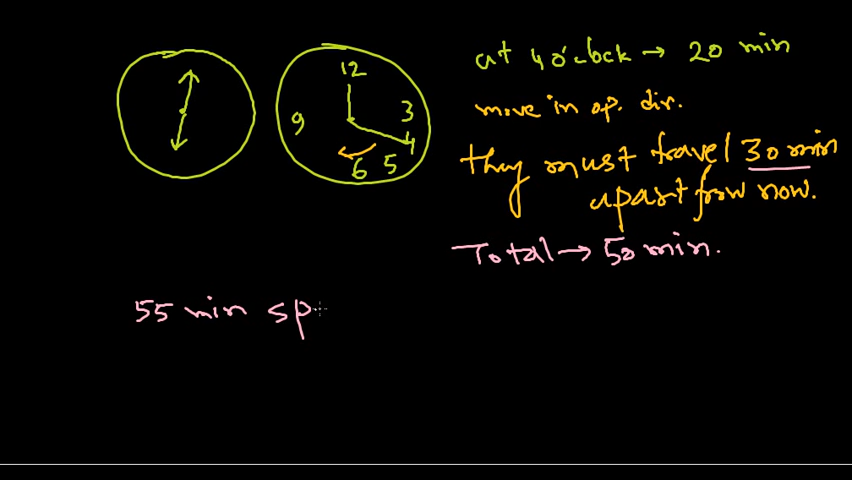 12
9
3
4
5
6
at 4 o'clock → 20 min
move in op. dir.
they must travel 30 min
apart from now.
Total → 50 min.
55 min sp